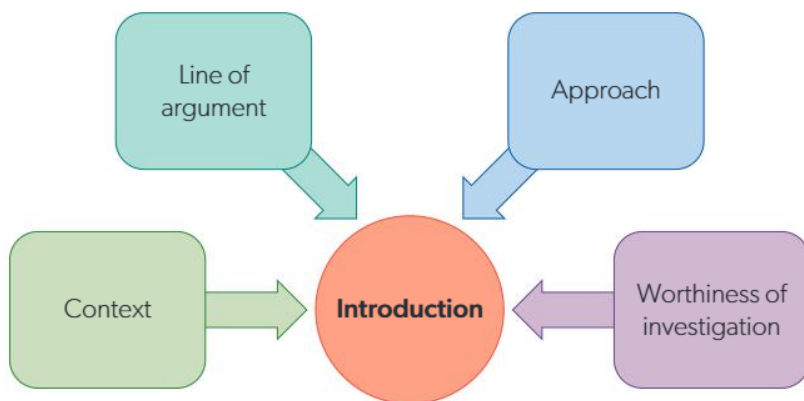 Line of
argument
Approach
Context
Introduction
Worthiness of
investigation